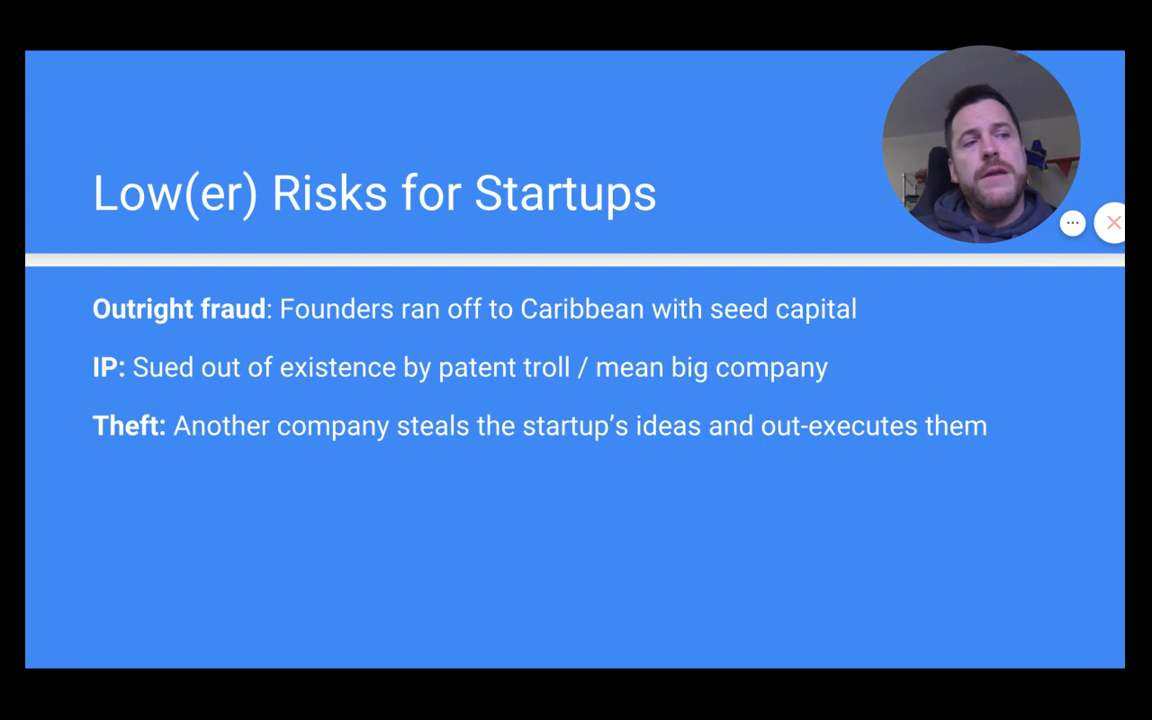 Low(er) Risks for Startups
Outright fraud: Founders ran off to Caribbean with seed capital
IP: Sued out of existence by patent troll / mean big company
Theft: Another company steals the startup’s ideas and out-executes them